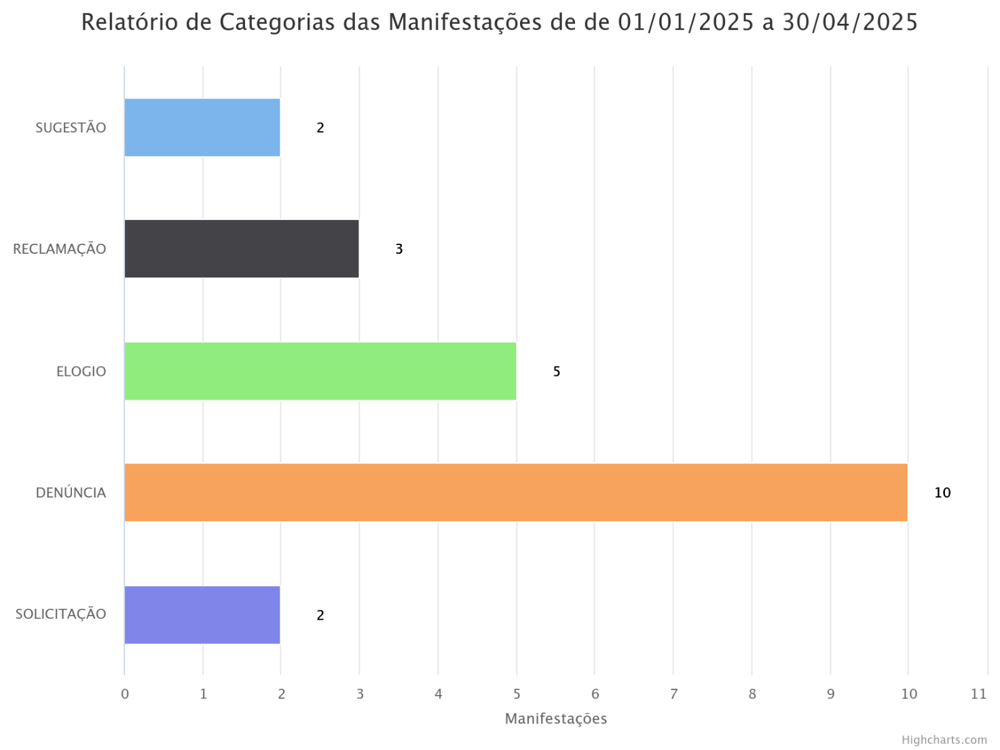 Relatório de Categorias das Manifestações de de 01/01/2025 a 30/04/2025
SUGESTÃO
2
RECLAMAÇÃO
3
ELOGIO
5
DENÚNCIA
10
SOLICITAÇÃO
2
0 1 2 3 4 5 6 7 8 9 10 11
Manifestações
Highcharts.com